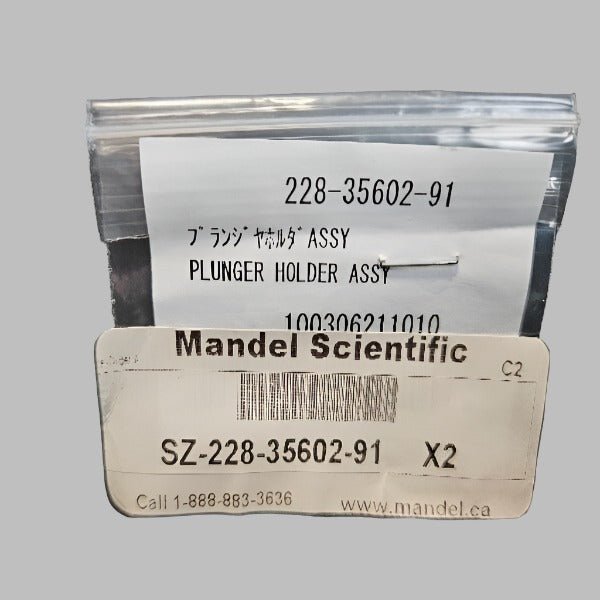 228-35602-91
ブランジヤホルダASSY
PLUNGER HOLDER ASSY
100306211010
Mandel Scientific
C2
SZ-228-35602-91 X2
Call 1-888-883-3636
www.mandel.ca